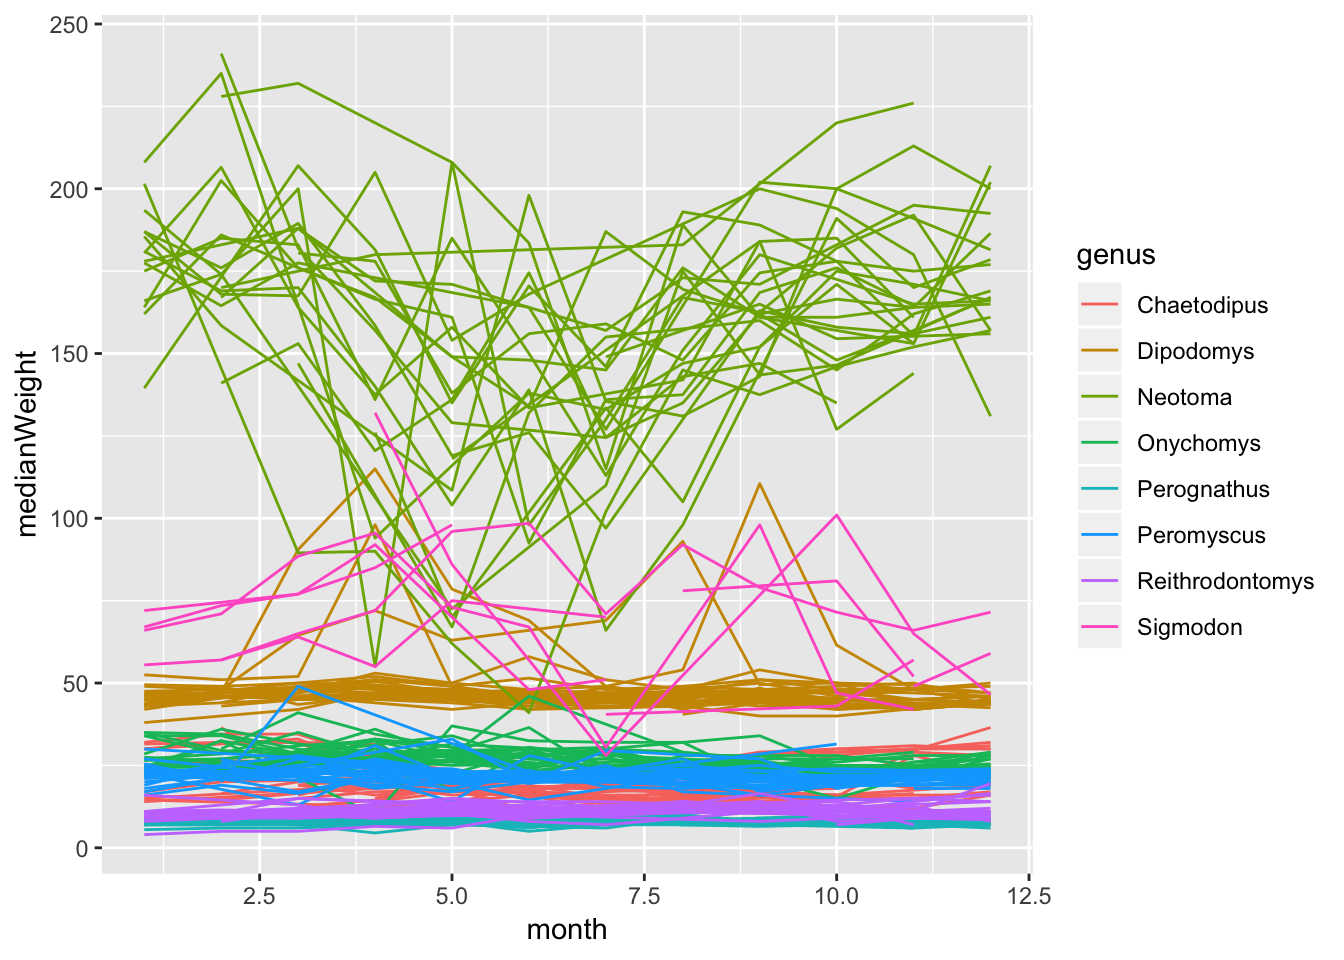 250
200
150
100
50
0
medianWeight
2.5 5.0 7.5 10.0 12.5
month
genus
Chaetodipus
Dipodomys
Neotoma
Onychomys
Perognathus
Peromyscus
Reithrodontomys
Sigmodon